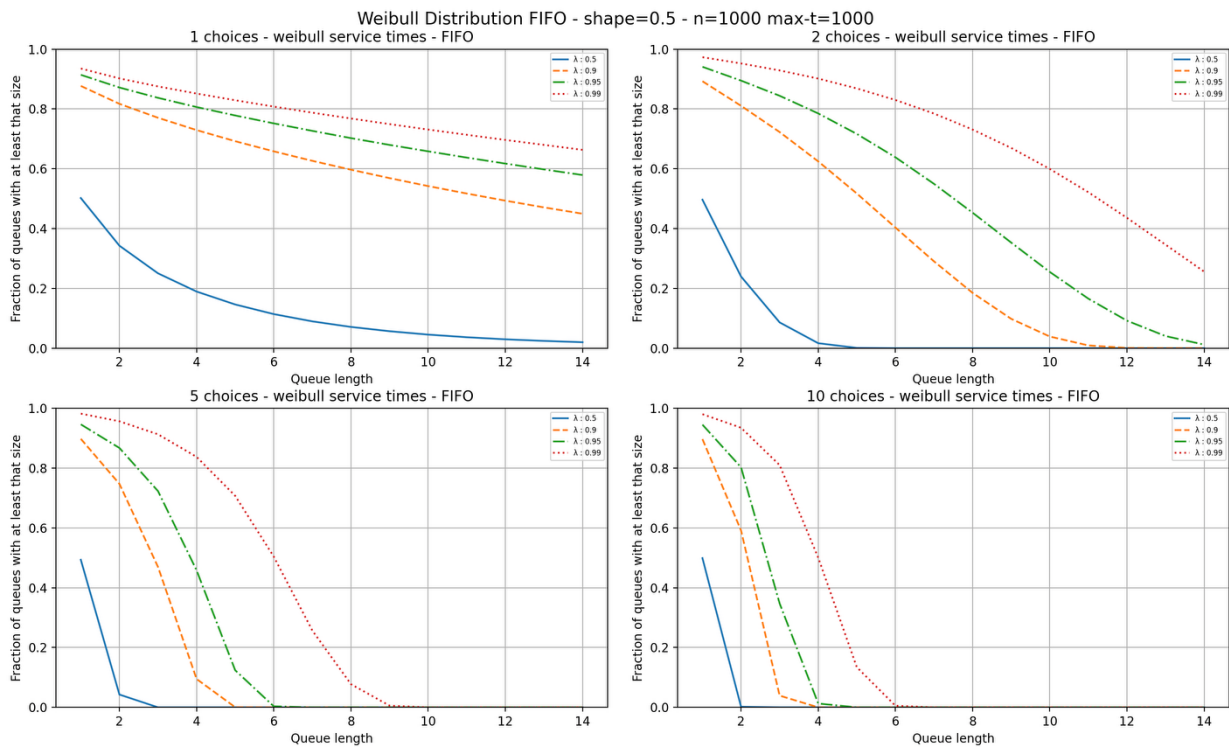 Weibull Distribution FIFO - shape=0.5 - n=1000 max-t=1000
1 choices - weibull service times - FIFO
Fraction of queues with at least that size
1.0
0.8
0.6
0.4
0.2
0.0
2 4 6 8 10 12 14
Queue length
λ : 0.5
λ : 0.9
λ : 0.95
λ : 0.99
2 choices - weibull service times - FIFO
Fraction of queues with at least that size
1.0
0.8
0.6
0.4
0.2
0.0
2 4 6 8 10 12 14
Queue length
λ : 0.5
λ : 0.9
λ : 0.95
λ : 0.99
5 choices - weibull service times - FIFO
Fraction of queues with at least that size
1.0
0.8
0.6
0.4
0.2
0.0
2 4 6 8 10 12 14
Queue length
λ : 0.5
λ : 0.9
λ : 0.95
λ : 0.99
10 choices - weibull service times - FIFO
Fraction of queues with at least that size
1.0
0.8
0.6
0.4
0.2
0.0
2 4 6 8 10 12 14
Queue length
λ : 0.5
λ : 0.9
λ : 0.95
λ : 0.99